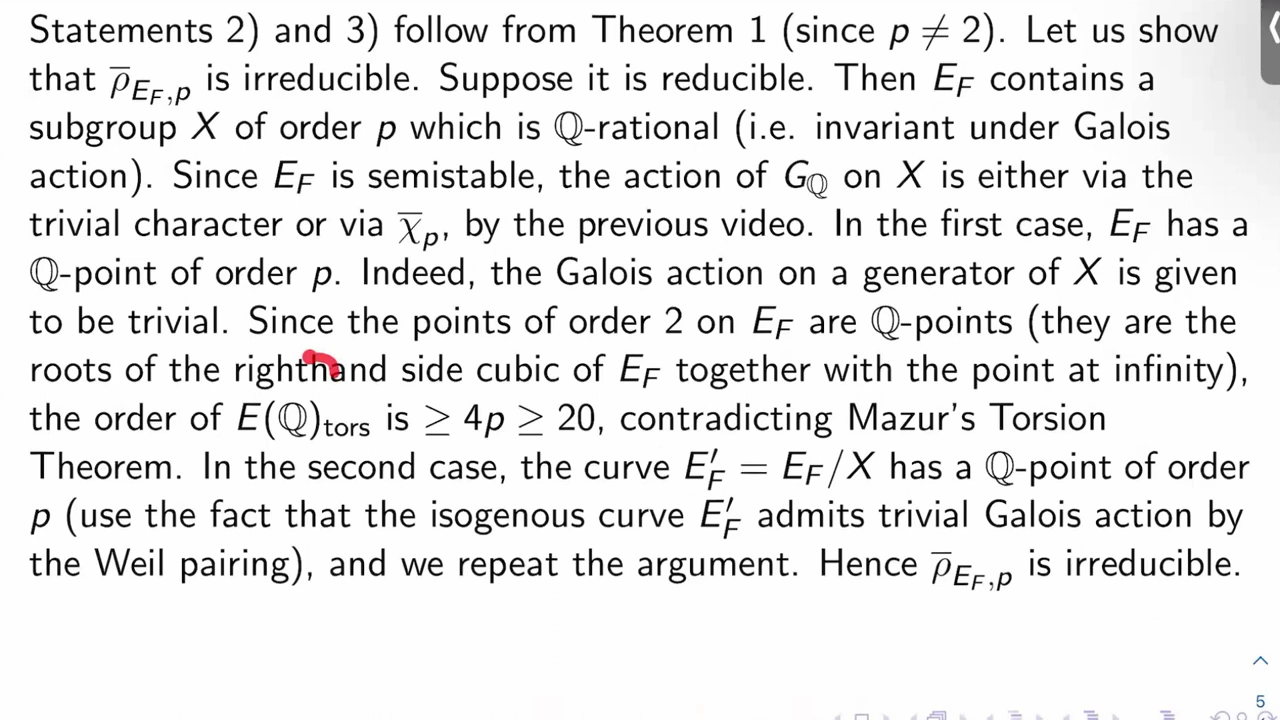 Statements 2) and 3) follow from Theorem 1 (since p ≠ 2). Let us show
that ρ̅_{E_F,p} is irreducible. Suppose it is reducible. Then E_F contains a
subgroup X of order p which is ℚ-rational (i.e. invariant under Galois
action). Since E_F is semistable, the action of G_ℚ on X is either via the
trivial character or via χ̅_p, by the previous video. In the first case, E_F has a
ℚ-point of order p. Indeed, the Galois action on a generator of X is given
to be trivial. Since the points of order 2 on E_F are ℚ-points (they are the
roots of the righthand side cubic of E_F together with the point at infinity),
the order of E(ℚ)_tors is ≥ 4p ≥ 20, contradicting Mazur's Torsion
Theorem. In the second case, the curve E′_F = E_F/X has a ℚ-point of order
p (use the fact that the isogenous curve E′_F admits trivial Galois action by
the Weil pairing), and we repeat the argument. Hence ρ̅_{E_F,p} is irreducible.
5